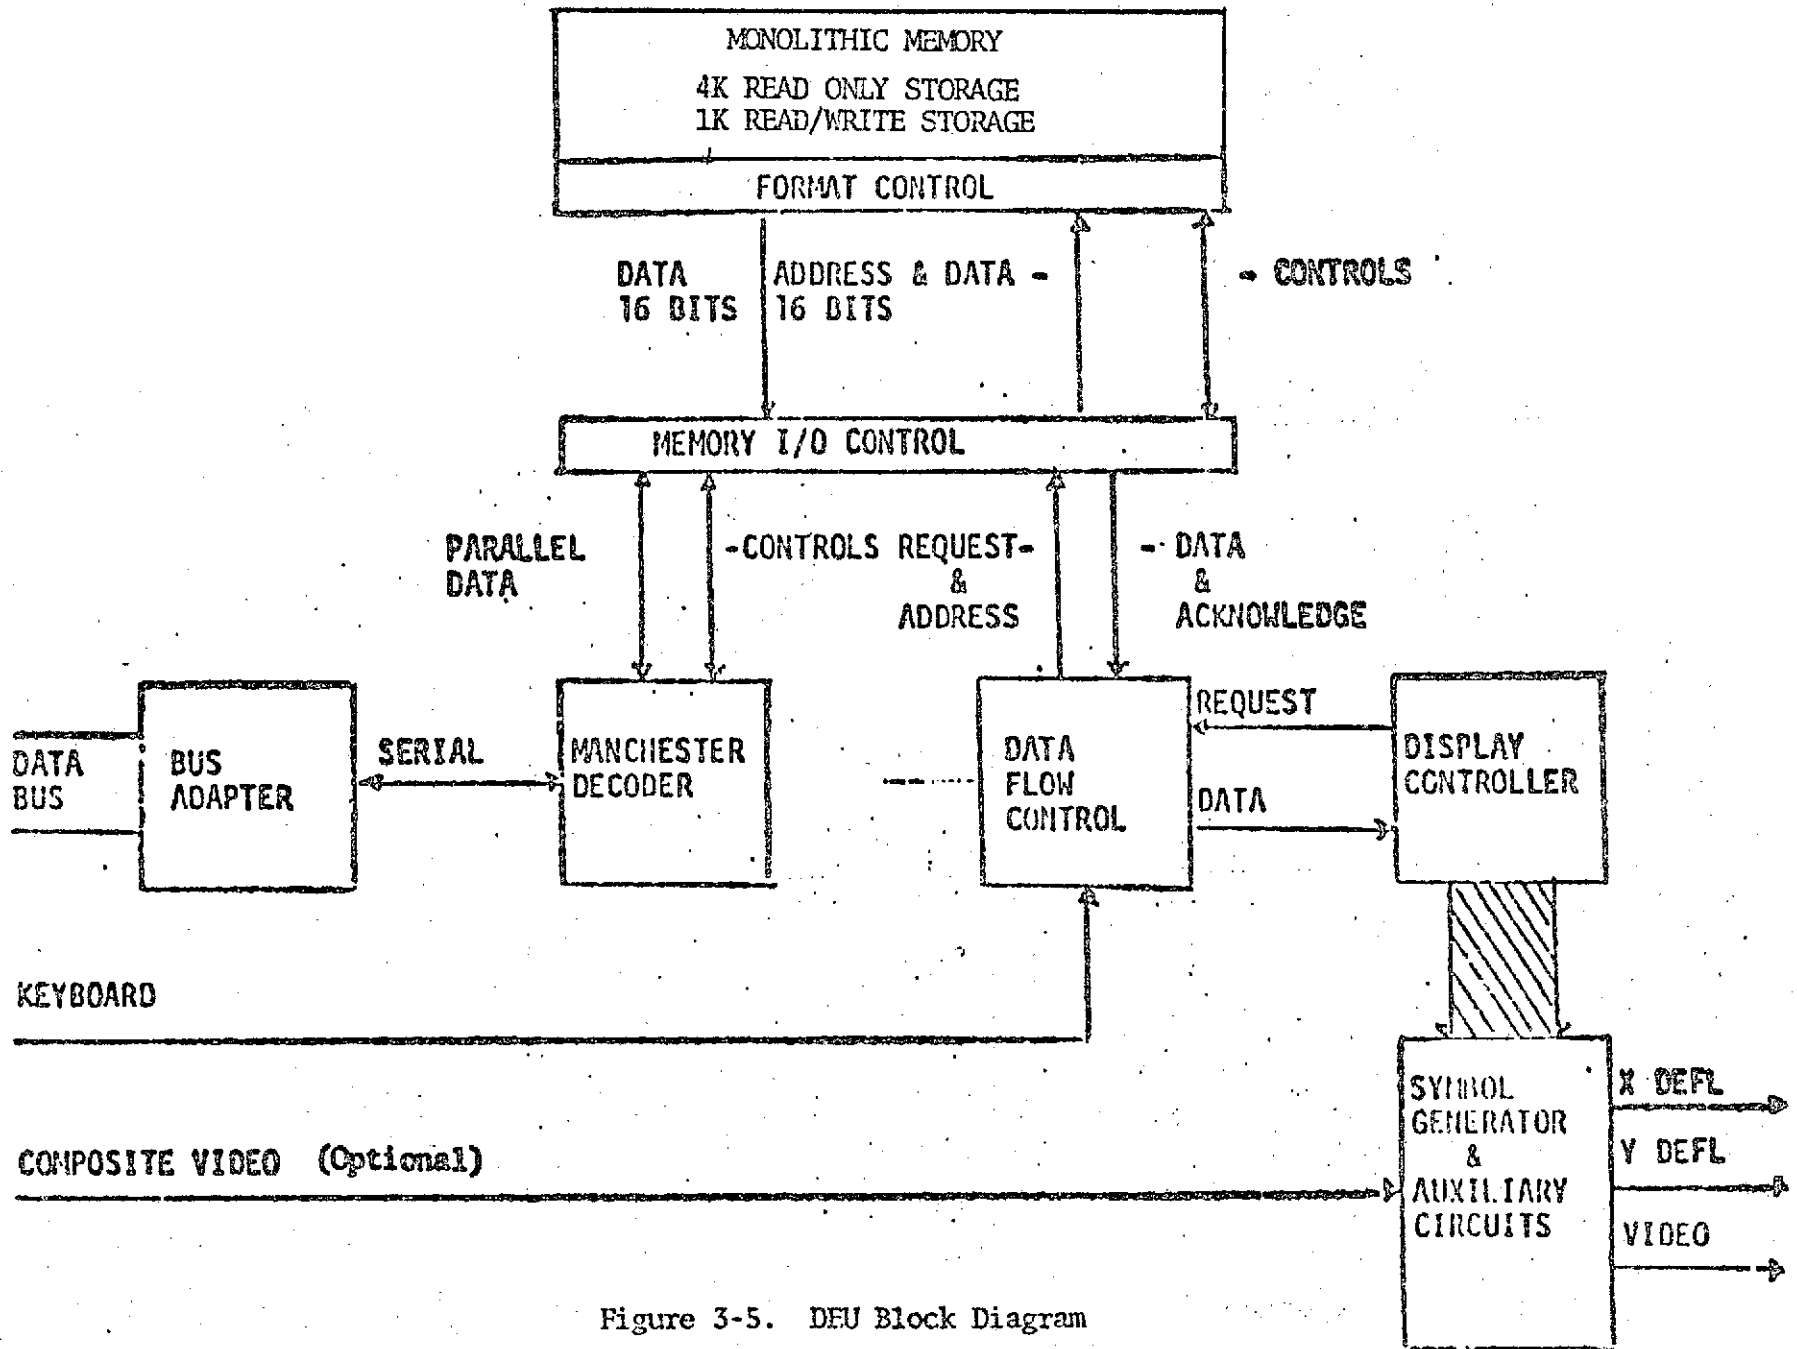 MONOLITHIC MEMORY
4K READ ONLY STORAGE
1K READ/WRITE STORAGE
FORMAT CONTROL
DATA
16 BITS
ADDRESS & DATA -
16 BITS
- CONTROLS
MEMORY I/O CONTROL
PARALLEL
DATA
-CONTROLS
REQUEST-
&
ADDRESS
- DATA
&
ACKNOWLEDGE
DATA
BUS
BUS
ADAPTER
SERIAL
MANCHESTER
DECODER
DATA
FLOW
CONTROL
REQUEST
DATA
DISPLAY
CONTROLLER
KEYBOARD
COMPOSITE VIDEO (Optional)
SYMBOL
GENERATOR
&
AUXILIARY
CIRCUITS
X DEFL
Y DEFL
VIDEO
Figure 3-5. DEU Block Diagram